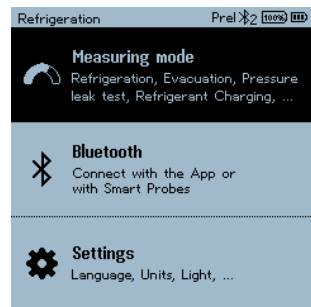 Refrigeration Prel 2 100%
Measuring mode
Refrigeration, Evacuation, Pressure
leak test, Refrigerant Charging, ...
Bluetooth
Connect with the App or
with Smart Probes
Settings
Language, Units, Light, ...